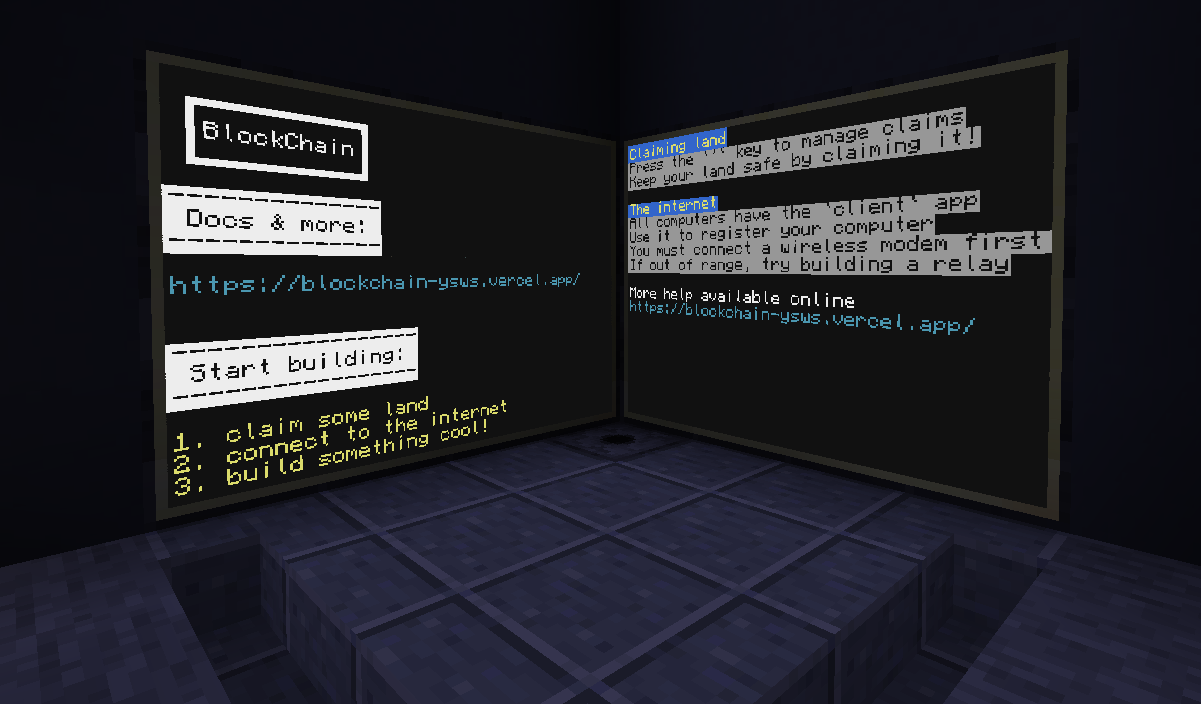 BlockChain
Docs & more:
https://blockchain-ysws.vercel.app/
Start building:
1. claim some land
2. connect to the internet
3. build something cool!
Claiming land
Press the key to manage claims
Keep your land safe by claiming it!
The internet
All computers have the 'client' app
Use it to register your computer
You must connect a wireless modem first
If out of range, try building a relay
More help available online
https://blockchain-ysws.vercel.app/